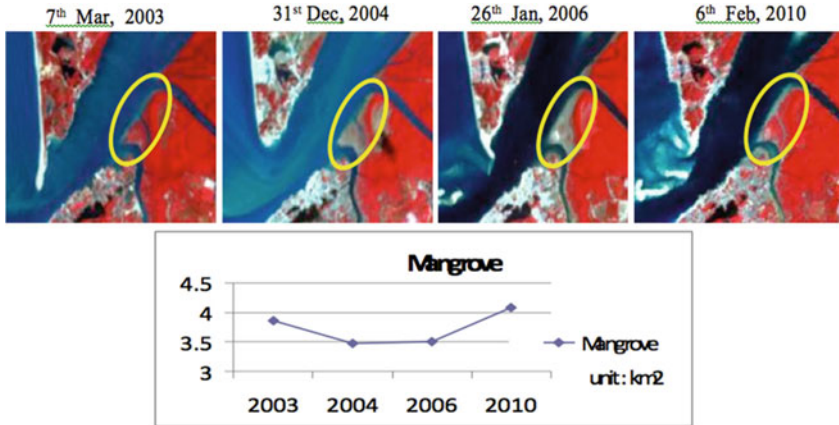 7th Mar, 2003 31st Dec, 2004 26th Jan, 2006 6th Feb, 2010
Mangrove
4.5
4
3.5
3
Mangrove
unit : km2
2003 2004 2006 2010